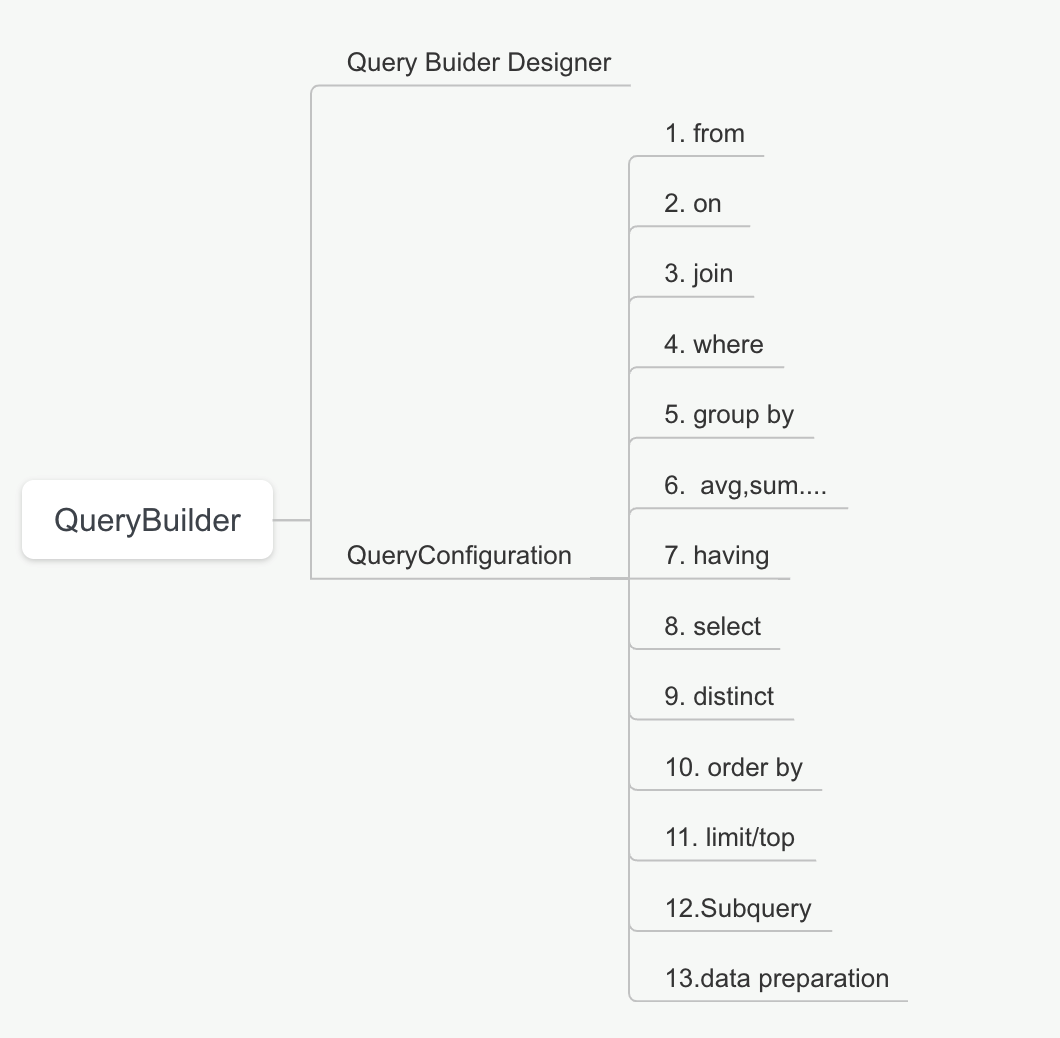 Query Buider Designer
1. from
2. on
3. join
4. where
5. group by
6.  avg,sum....
QueryBuilder
QueryConfiguration
7. having
8. select
9. distinct
10. order by
11. limit/top
12.Subquery
13.data preparation